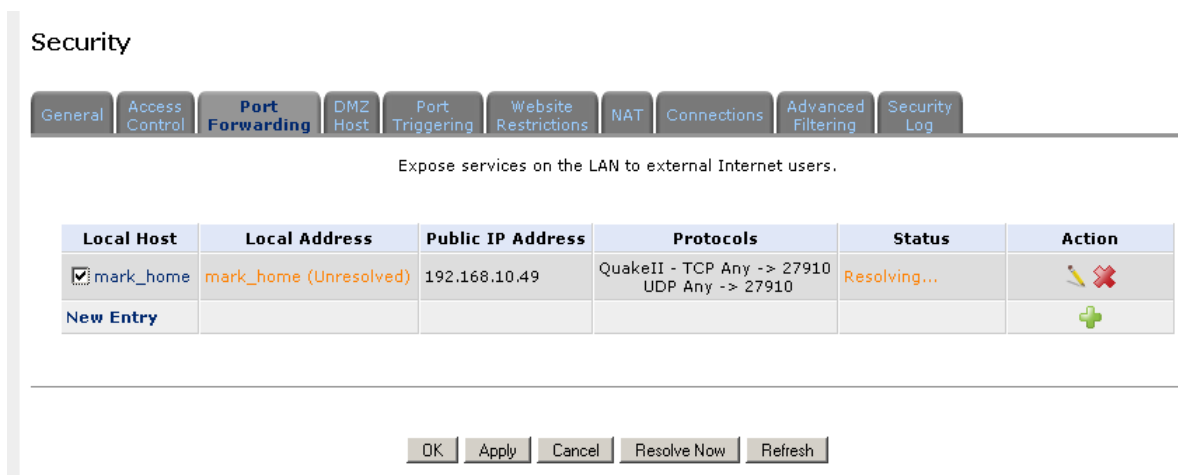 Security
General
Access
Control
Port
Forwarding
DMZ
Host
Port
Triggering
Website
Restrictions
NAT
Connections
Advanced
Filtering
Security
Log
Expose services on the LAN to external Internet users.
Local Host Local Address Public IP Address Protocols Status Action
mark_home mark_home (Unresolved) 192.168.10.49 QuakeII - TCP Any -> 27910 Resolving...
UDP Any -> 27910
New Entry
OK Apply Cancel Resolve Now Refresh